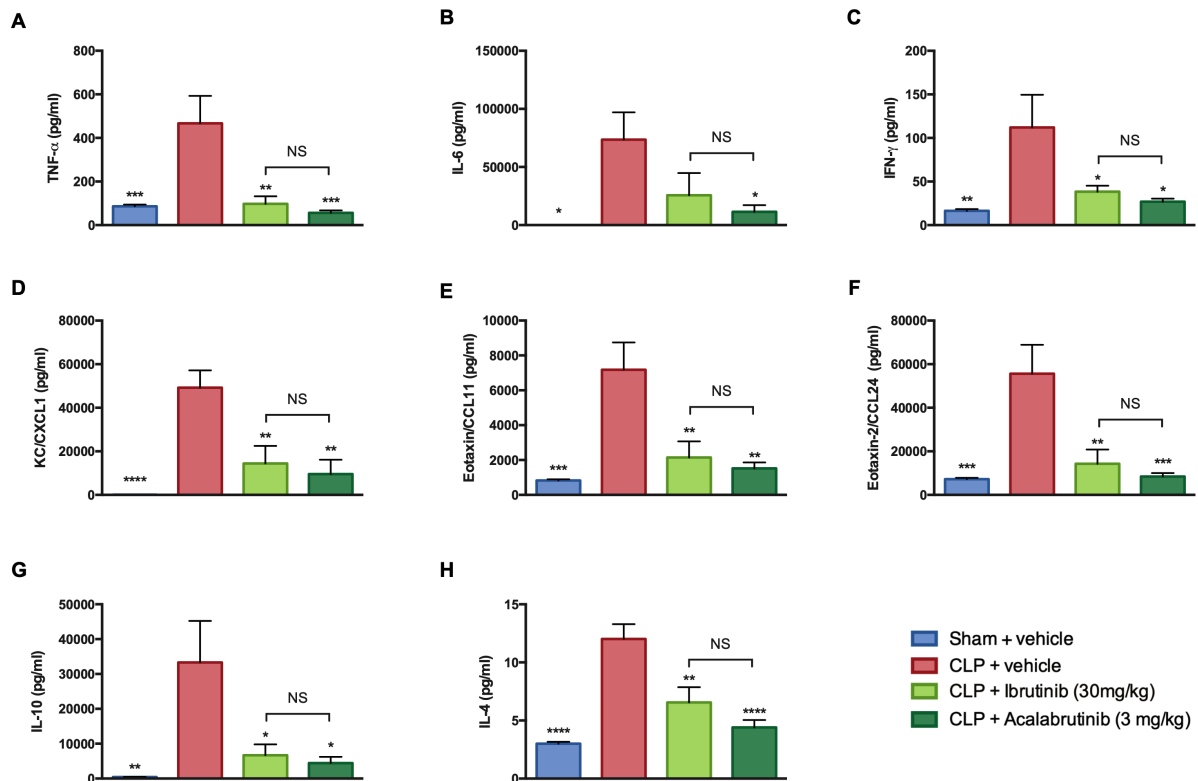 A
TNF-α (pg/ml)
800
600
400
200
0
***
**
***
NS
B
IL-6 (pg/ml)
150000
100000
50000
0
*
*
NS
C
IFN-γ (pg/ml)
200
150
100
50
0
**
*
*
NS
D
KC/CXCL1 (pg/ml)
80000
60000
40000
20000
0
****
**
**
NS
E
Eotaxin/CCL11 (pg/ml)
10000
8000
6000
4000
2000
0
***
**
**
NS
F
Eotaxin-2/CCL24 (pg/ml)
80000
60000
40000
20000
0
***
**
***
NS
G
IL-10 (pg/ml)
50000
40000
30000
20000
10000
0
**
*
*
NS
H
IL-4 (pg/ml)
15
10
5
0
****
**
****
NS
Sham + vehicle
CLP + vehicle
CLP + Ibrutinib (30mg/kg)
CLP + Acalabrutinib (3 mg/kg)